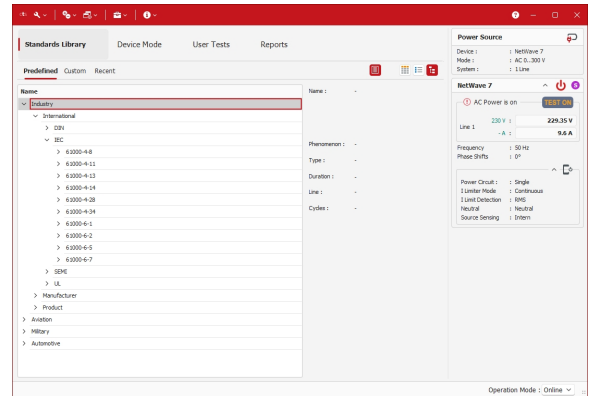 Standards Library
Device Mode
User Tests
Reports
Predefined
Custom
Recent
Name
Industry
International
DIN
IEC
61000-4-8
61000-4-11
61000-4-13
61000-4-14
61000-4-28
61000-4-34
61000-6-1
61000-6-2
61000-6-5
61000-6-7
SEMI
UL
Manufacturer
Product
Aviation
Military
Automotive
Name : -
Phenomenon : -
Type : -
Duration : -
Line : -
Cycles : -
Power Source
Device : : NetWave 7
Mode : : AC 0...300 V
System : : 1 Line
NetWave 7
AC Power is on
TEST ON
Line 1
230 V : 229.35 V
- A : 9.6 A
Frequency : 50 Hz
Phase Shifts : 0°
Power Circuit : : Single
I Limiter Mode : Continuous
I Limit Detection : RMS
Neutral : Neutral
Source Sensing : Intern
Operation Mode : Online